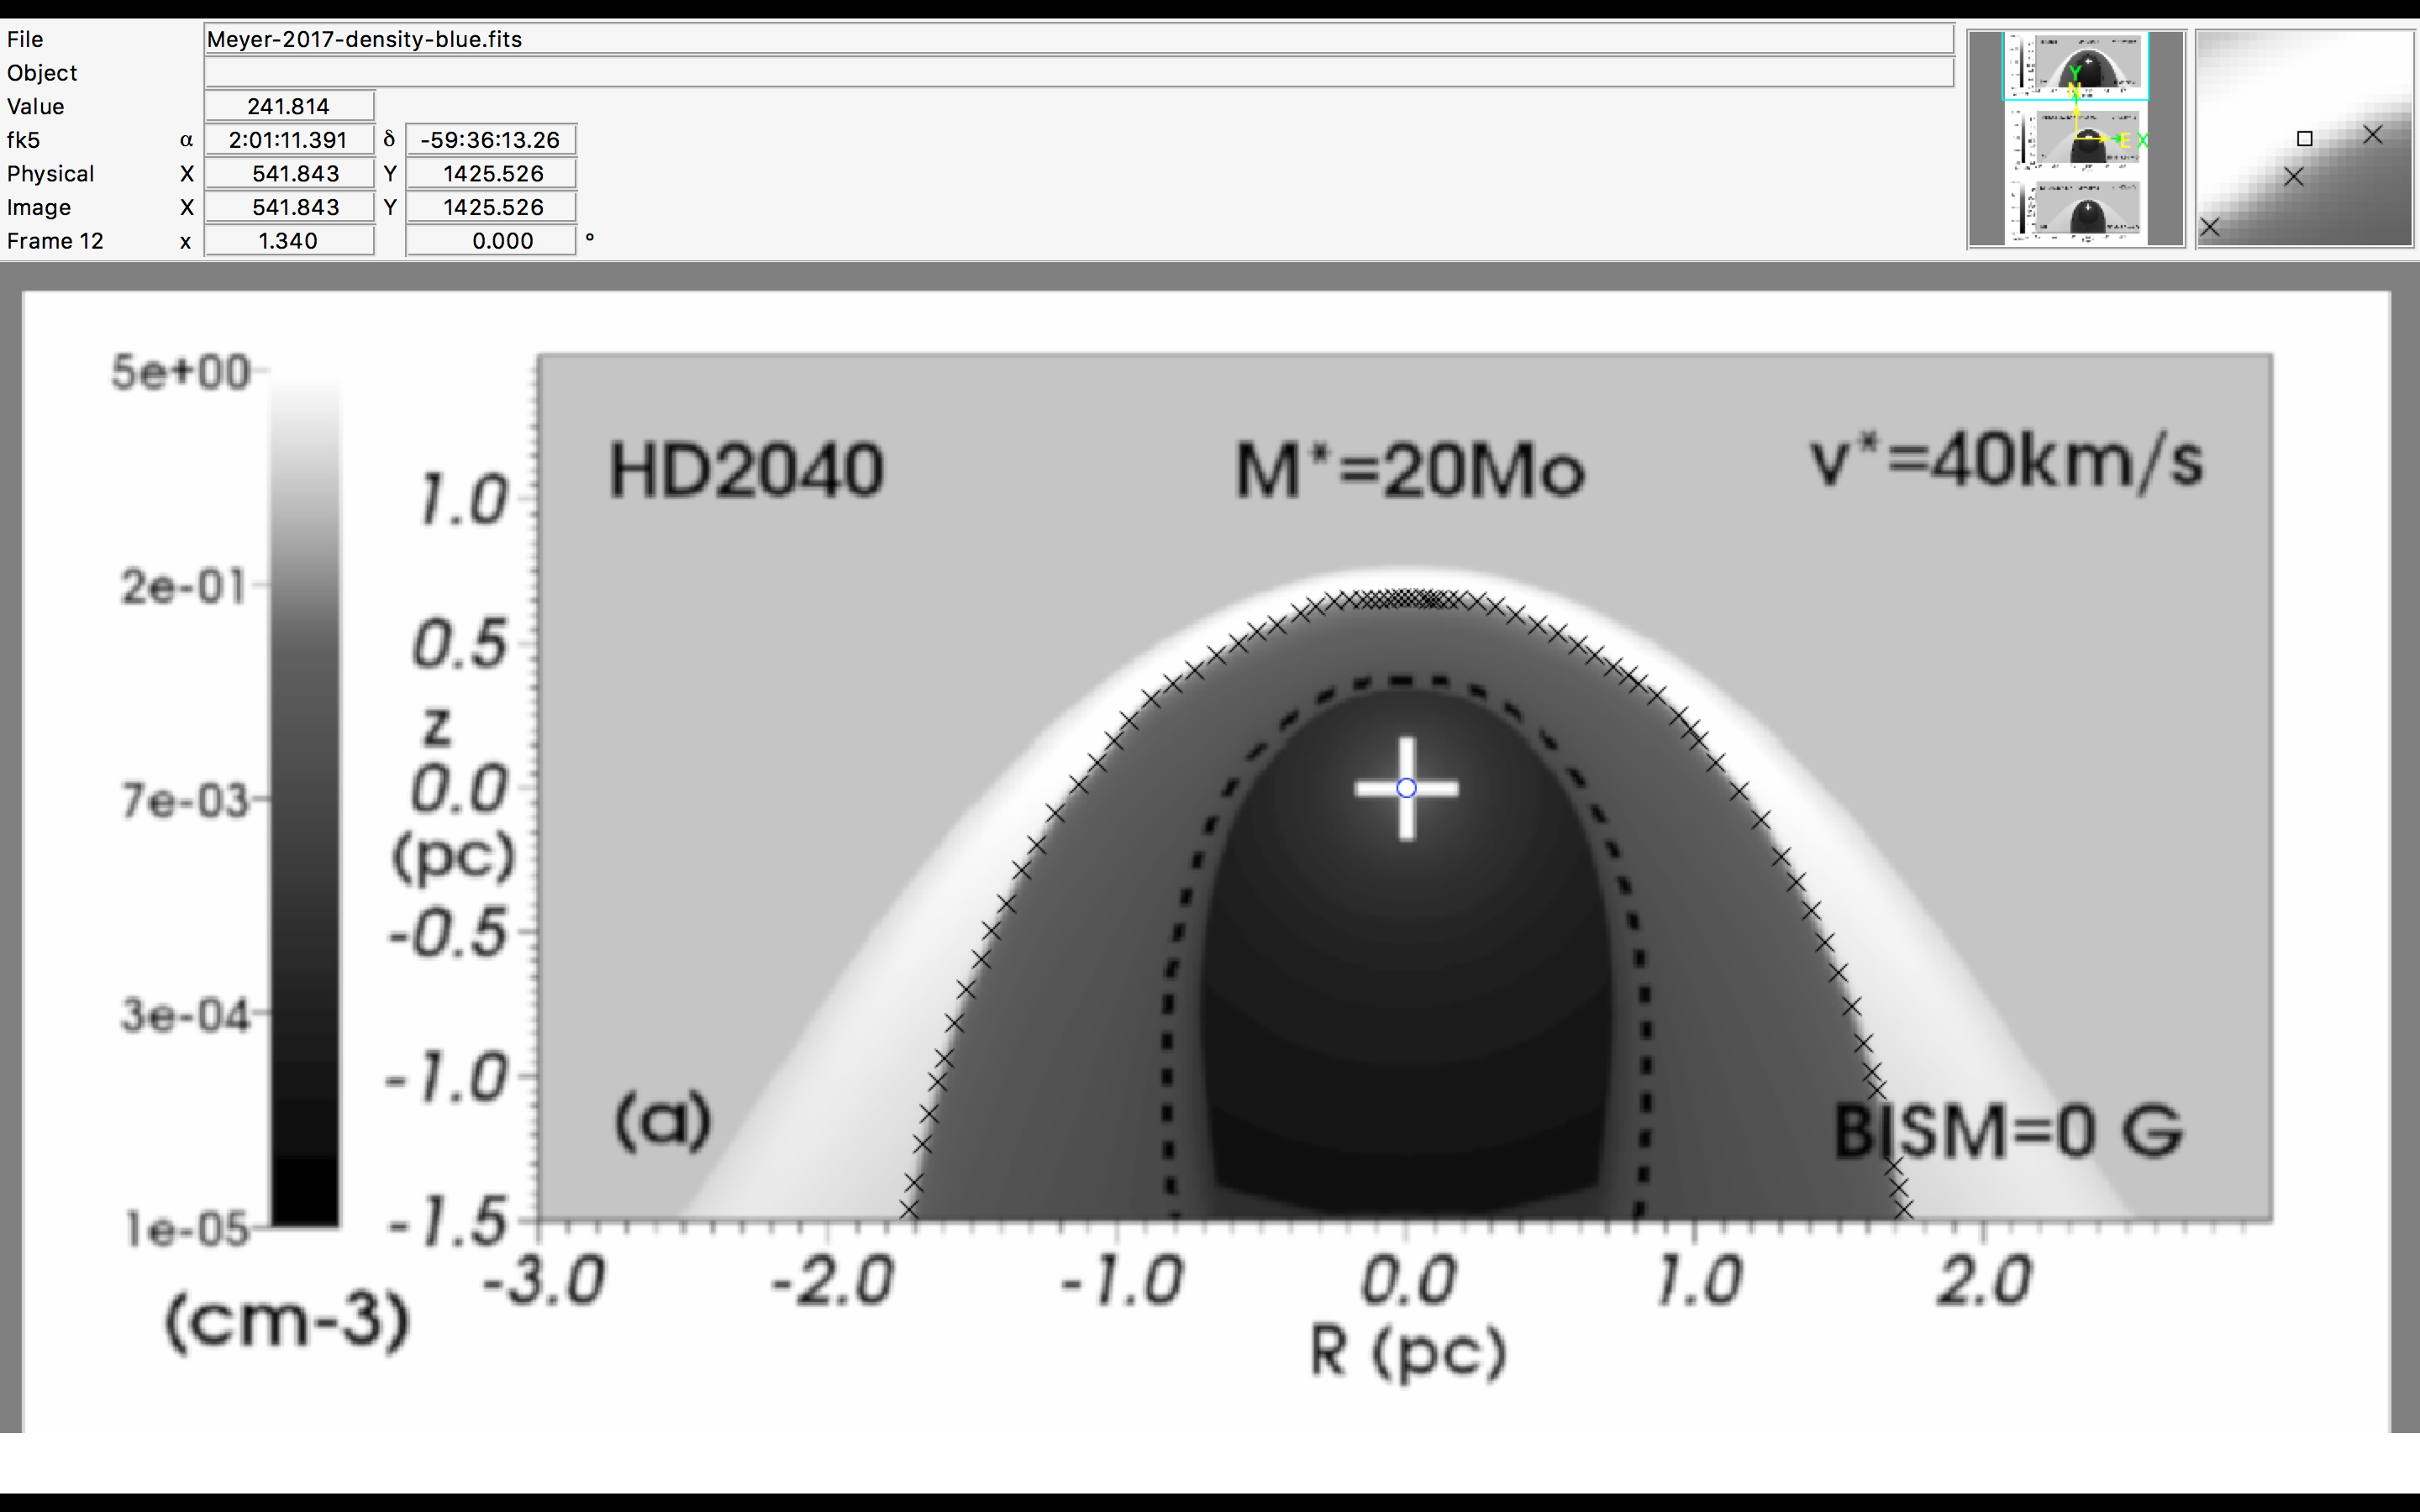 File Meyer-2017-density-blue.fits
Object
Value 241.814
fk5 α 2:01:11.391 δ -59:36:13.26
Physical X 541.843 Y 1425.526
Image X 541.843 Y 1425.526
Frame 12 x 1.340 0.000 °
Y
N
E X
HD2040 M*=20Mo v*=40km/s
5e+00
2e-01
7e-03
3e-04
1e-05
(cm-3)
1.0
0.5
z
0.0
(pc)
-0.5
-1.0
-1.5
(a) BISM=0 G
-3.0 -2.0 -1.0 0.0 1.0 2.0
R (pc)